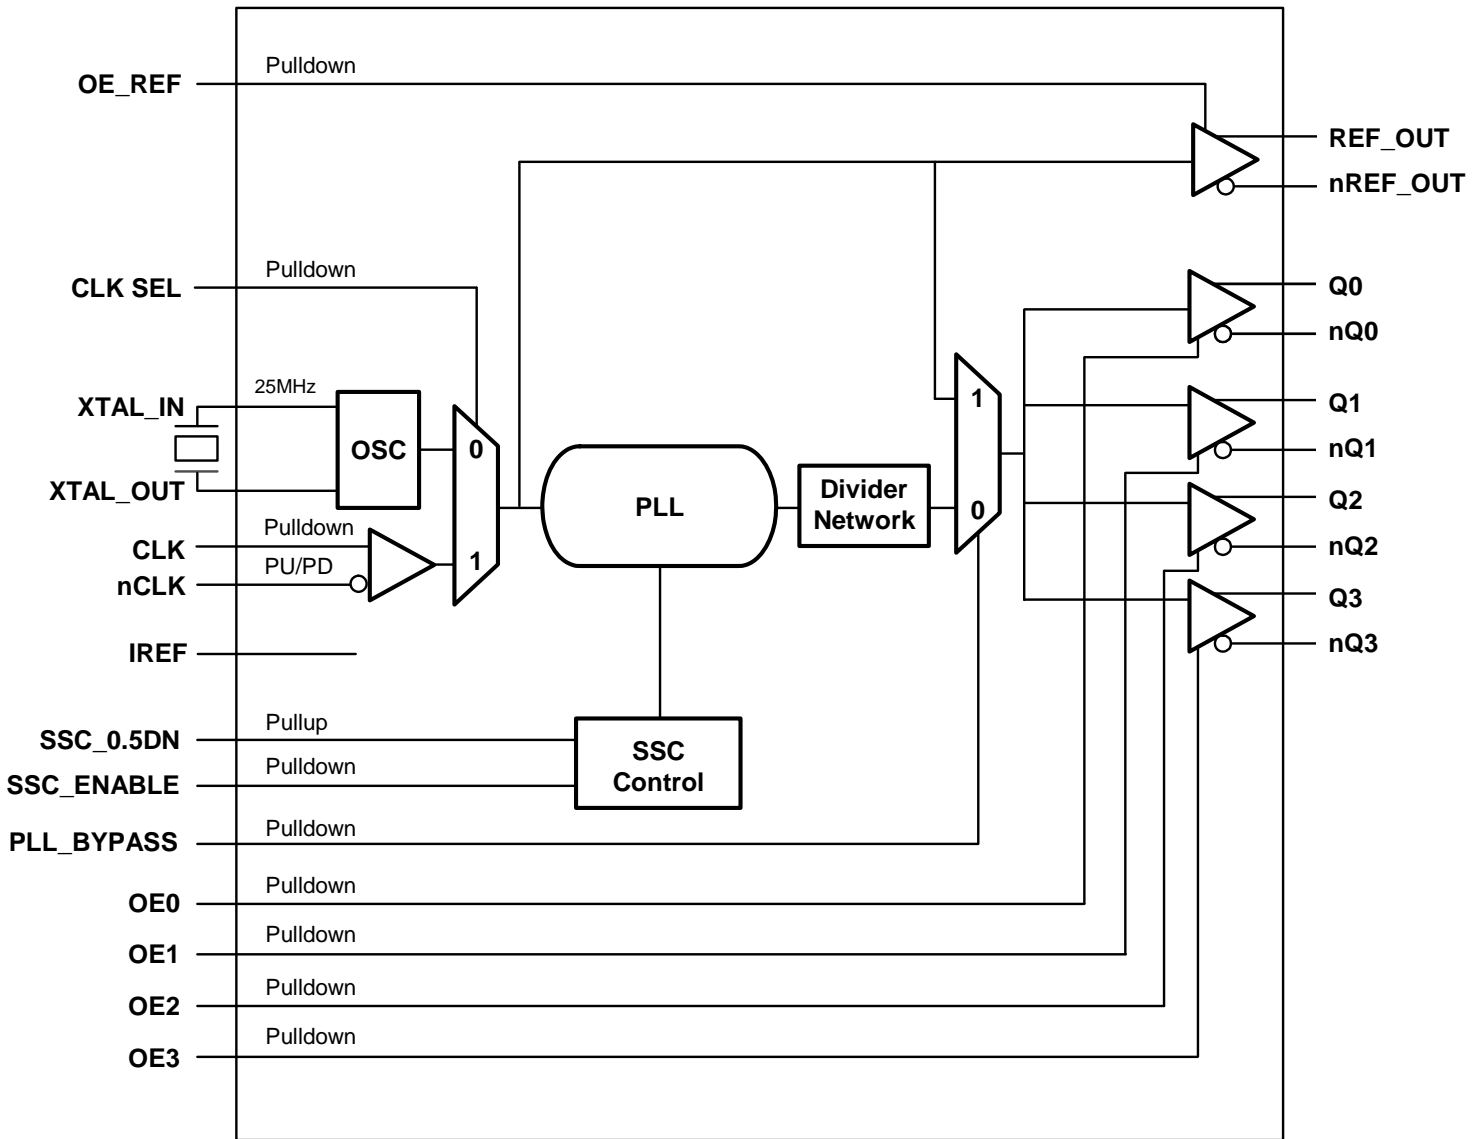 Pulldown
OE_REF
REF_OUT
nREF_OUT
Pulldown
CLK SEL
Q0
nQ0
25MHz
XTAL_IN
1
Q1
OSC
0
nQ1
XTAL_OUT
PLL
Divider
Network
0
Q2
nQ2
Pulldown
CLK
1
PU/PD
nCLK
Q3
nQ3
IREF
Pullup
SSC_0.5DN
SSC
Control
Pulldown
SSC_ENABLE
Pulldown
PLL_BYPASS
Pulldown
OE0
Pulldown
OE1
Pulldown
OE2
Pulldown
OE3